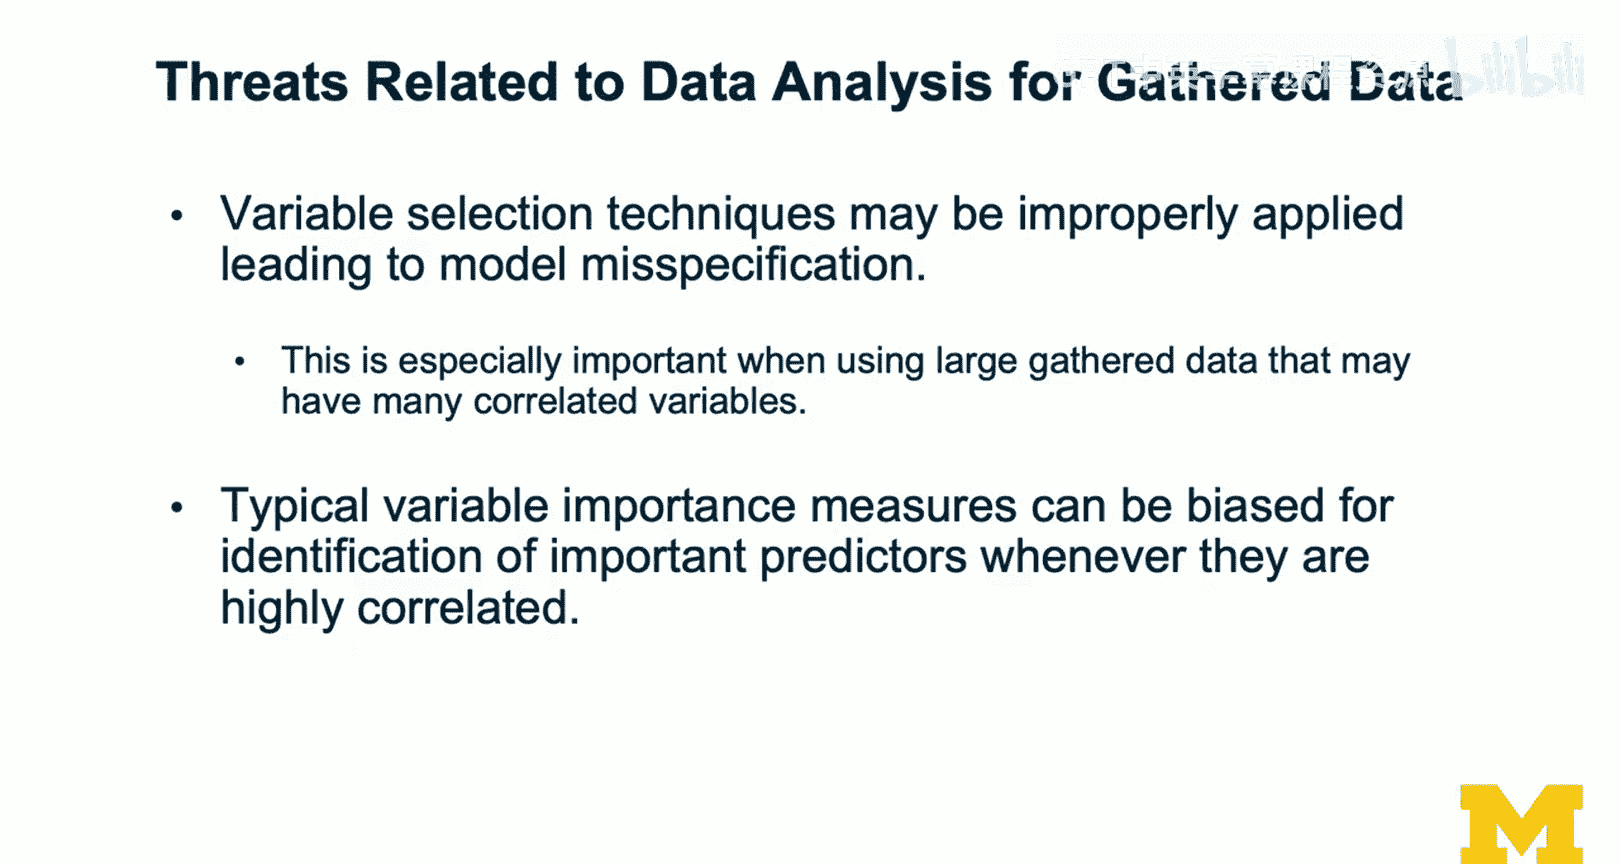 Threats Related to Data Analysis for Gathered Data
• Variable selection techniques may be improperly applied
leading to model misspecification.
• This is especially important when using large gathered data that may
have many correlated variables.
• Typical variable importance measures can be biased for
identification of important predictors whenever they are
highly correlated.
bilibili
M